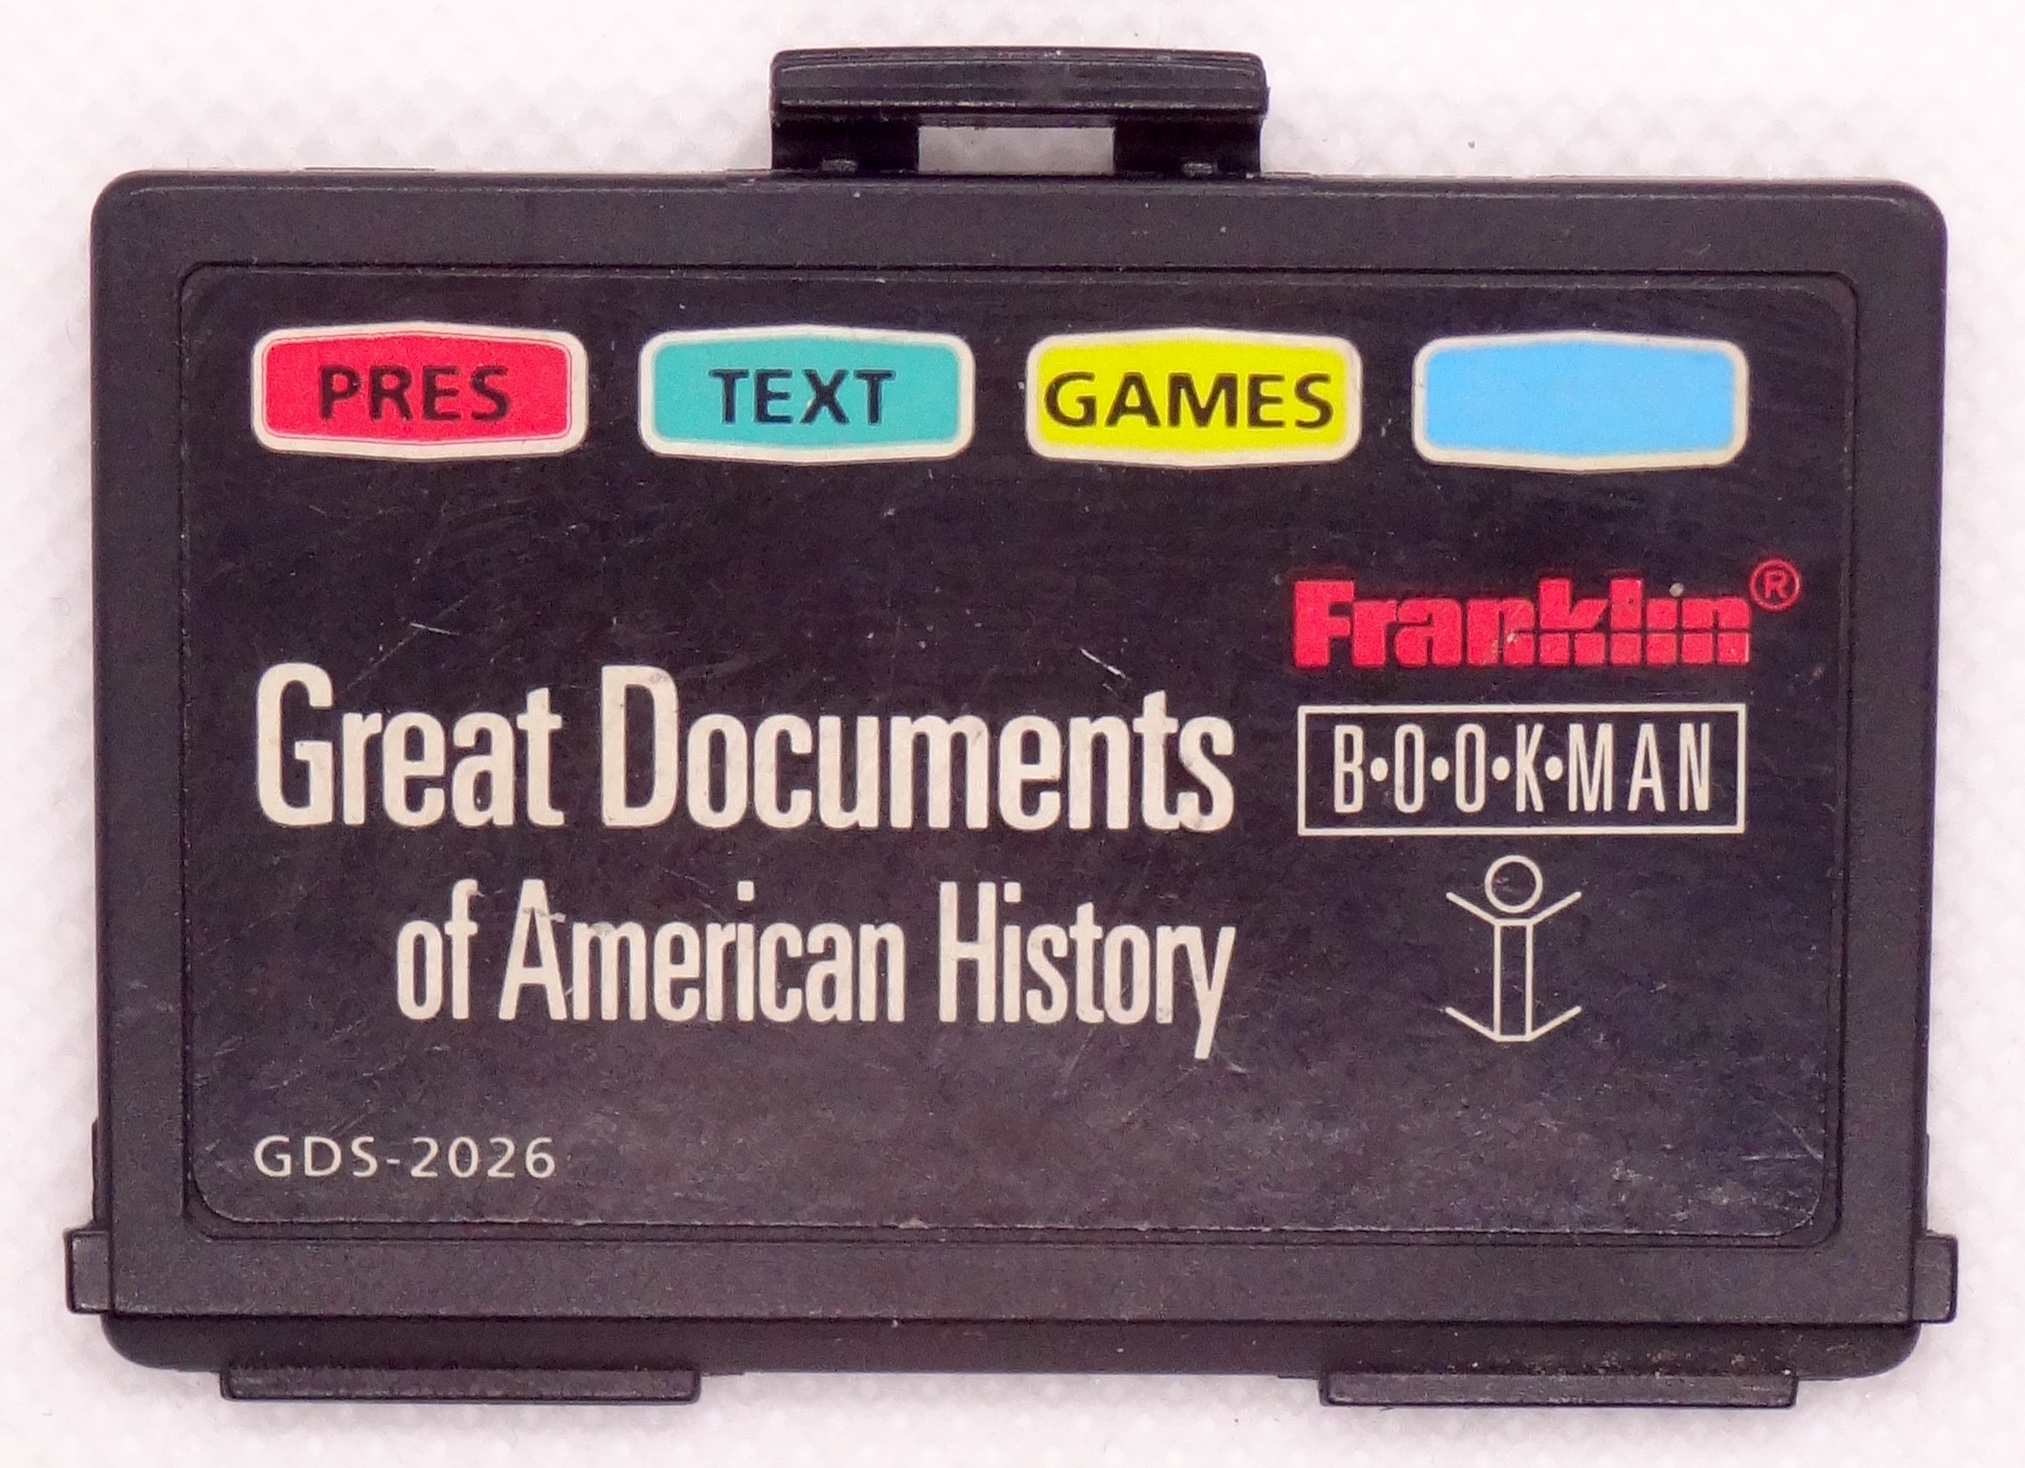 PRES TEXT GAMES
Franklin®
Great Documents
of American History
B•O•O•K•MAN
GDS-2026